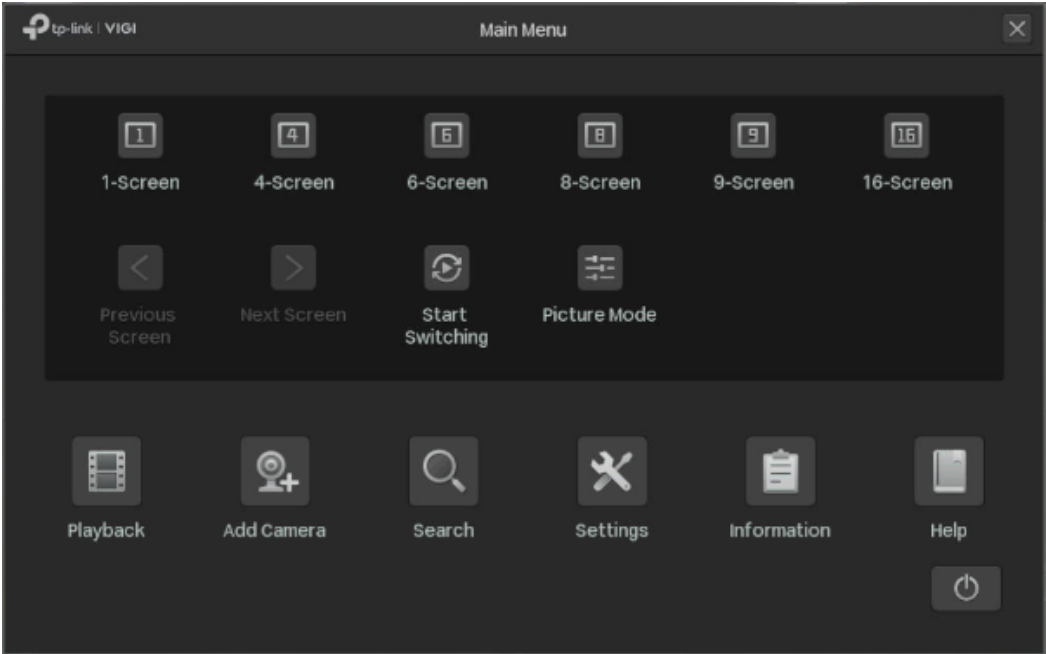 tp-link | VIGI
Main Menu
1
4
6
8
9
16
1-Screen
4-Screen
6-Screen
8-Screen
9-Screen
16-Screen
Previous
Screen
Next Screen
Start
Switching
Picture Mode
Playback
Add Camera
Search
Settings
Information
Help